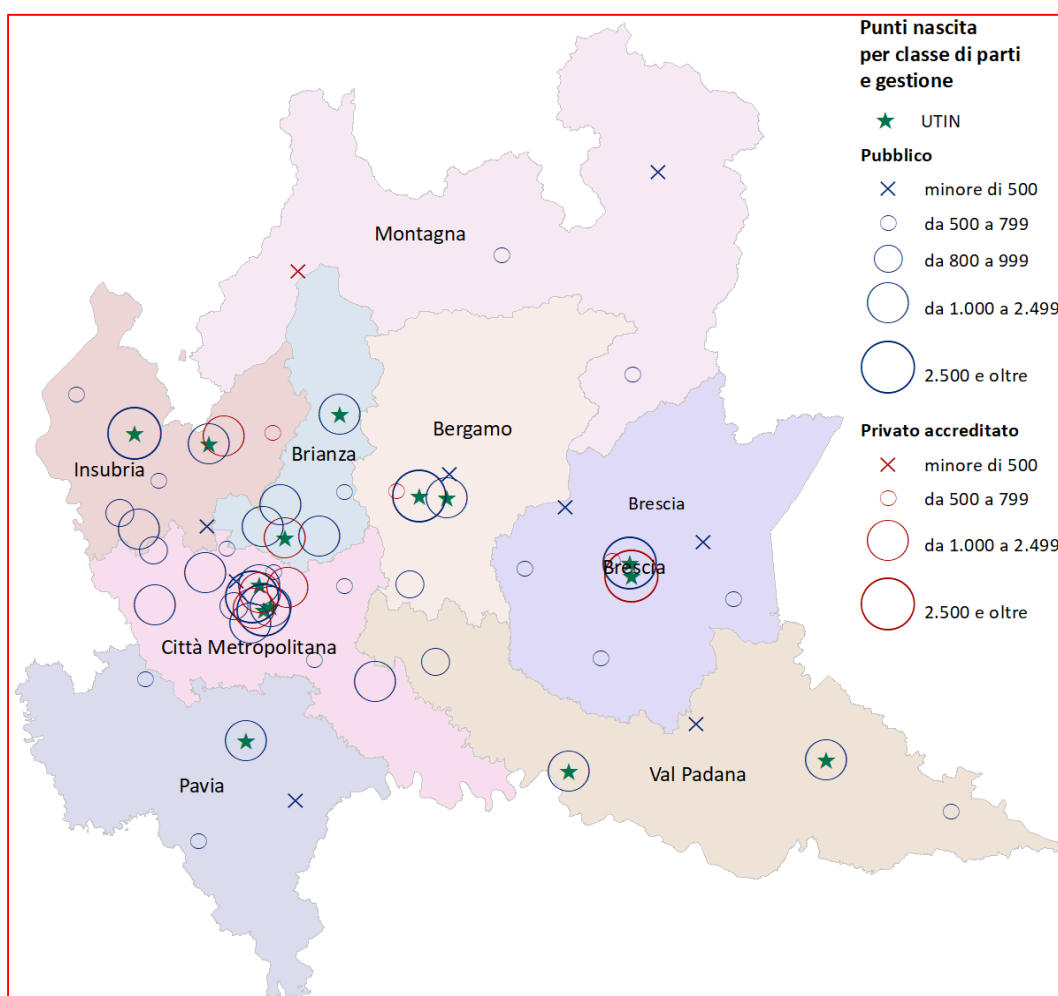 Punti nascita
per classe di parti
e gestione
UTIN
Pubblico
minore di 500
da 500 a 799
da 800 a 999
da 1.000 a 2.499
2.500 e oltre
Privato accreditato
minore di 500
da 500 a 799
da 1.000 a 2.499
2.500 e oltre
Montagna
Bergamo
Brianza
Insubria
Brescia
Brescia
Città Metropolitana
Val Padana
Pavia